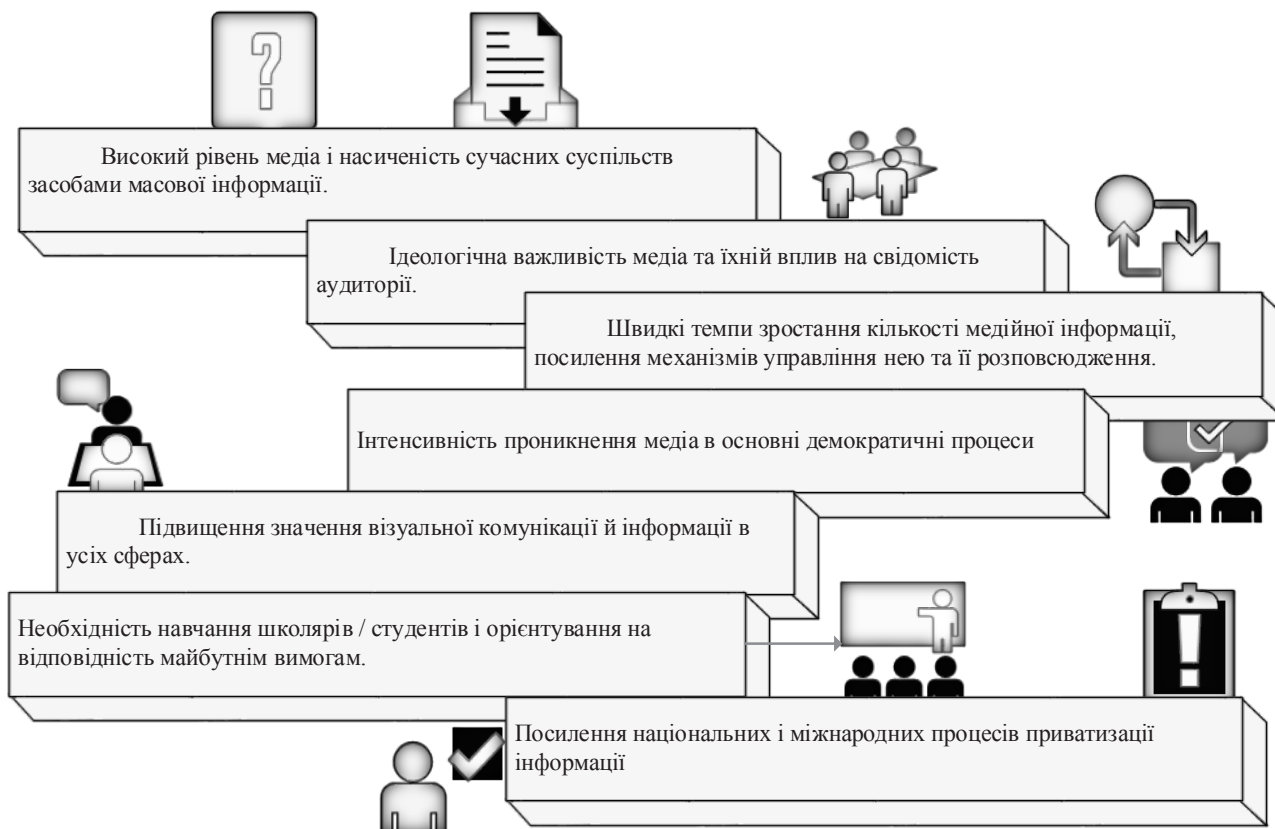 ?
Високий рівень медіа і насиченість сучасних суспільств
засобами масової інформації.
Ідеологічна важливість медіа та їхній вплив на свідомість
аудиторії.
Швидкі темпи зростання кількості медійної інформації,
посилення механізмів управління нею та її розповсюдження.
Інтенсивність проникнення медіа в основні демократичні процеси
Підвищення значення візуальної комунікації й інформації в
усіх сферах.
Необхідність навчання школярів / студентів і орієнтування на
відповідність майбутнім вимогам.
!
Посилення національних і міжнародних процесів приватизації
інформації